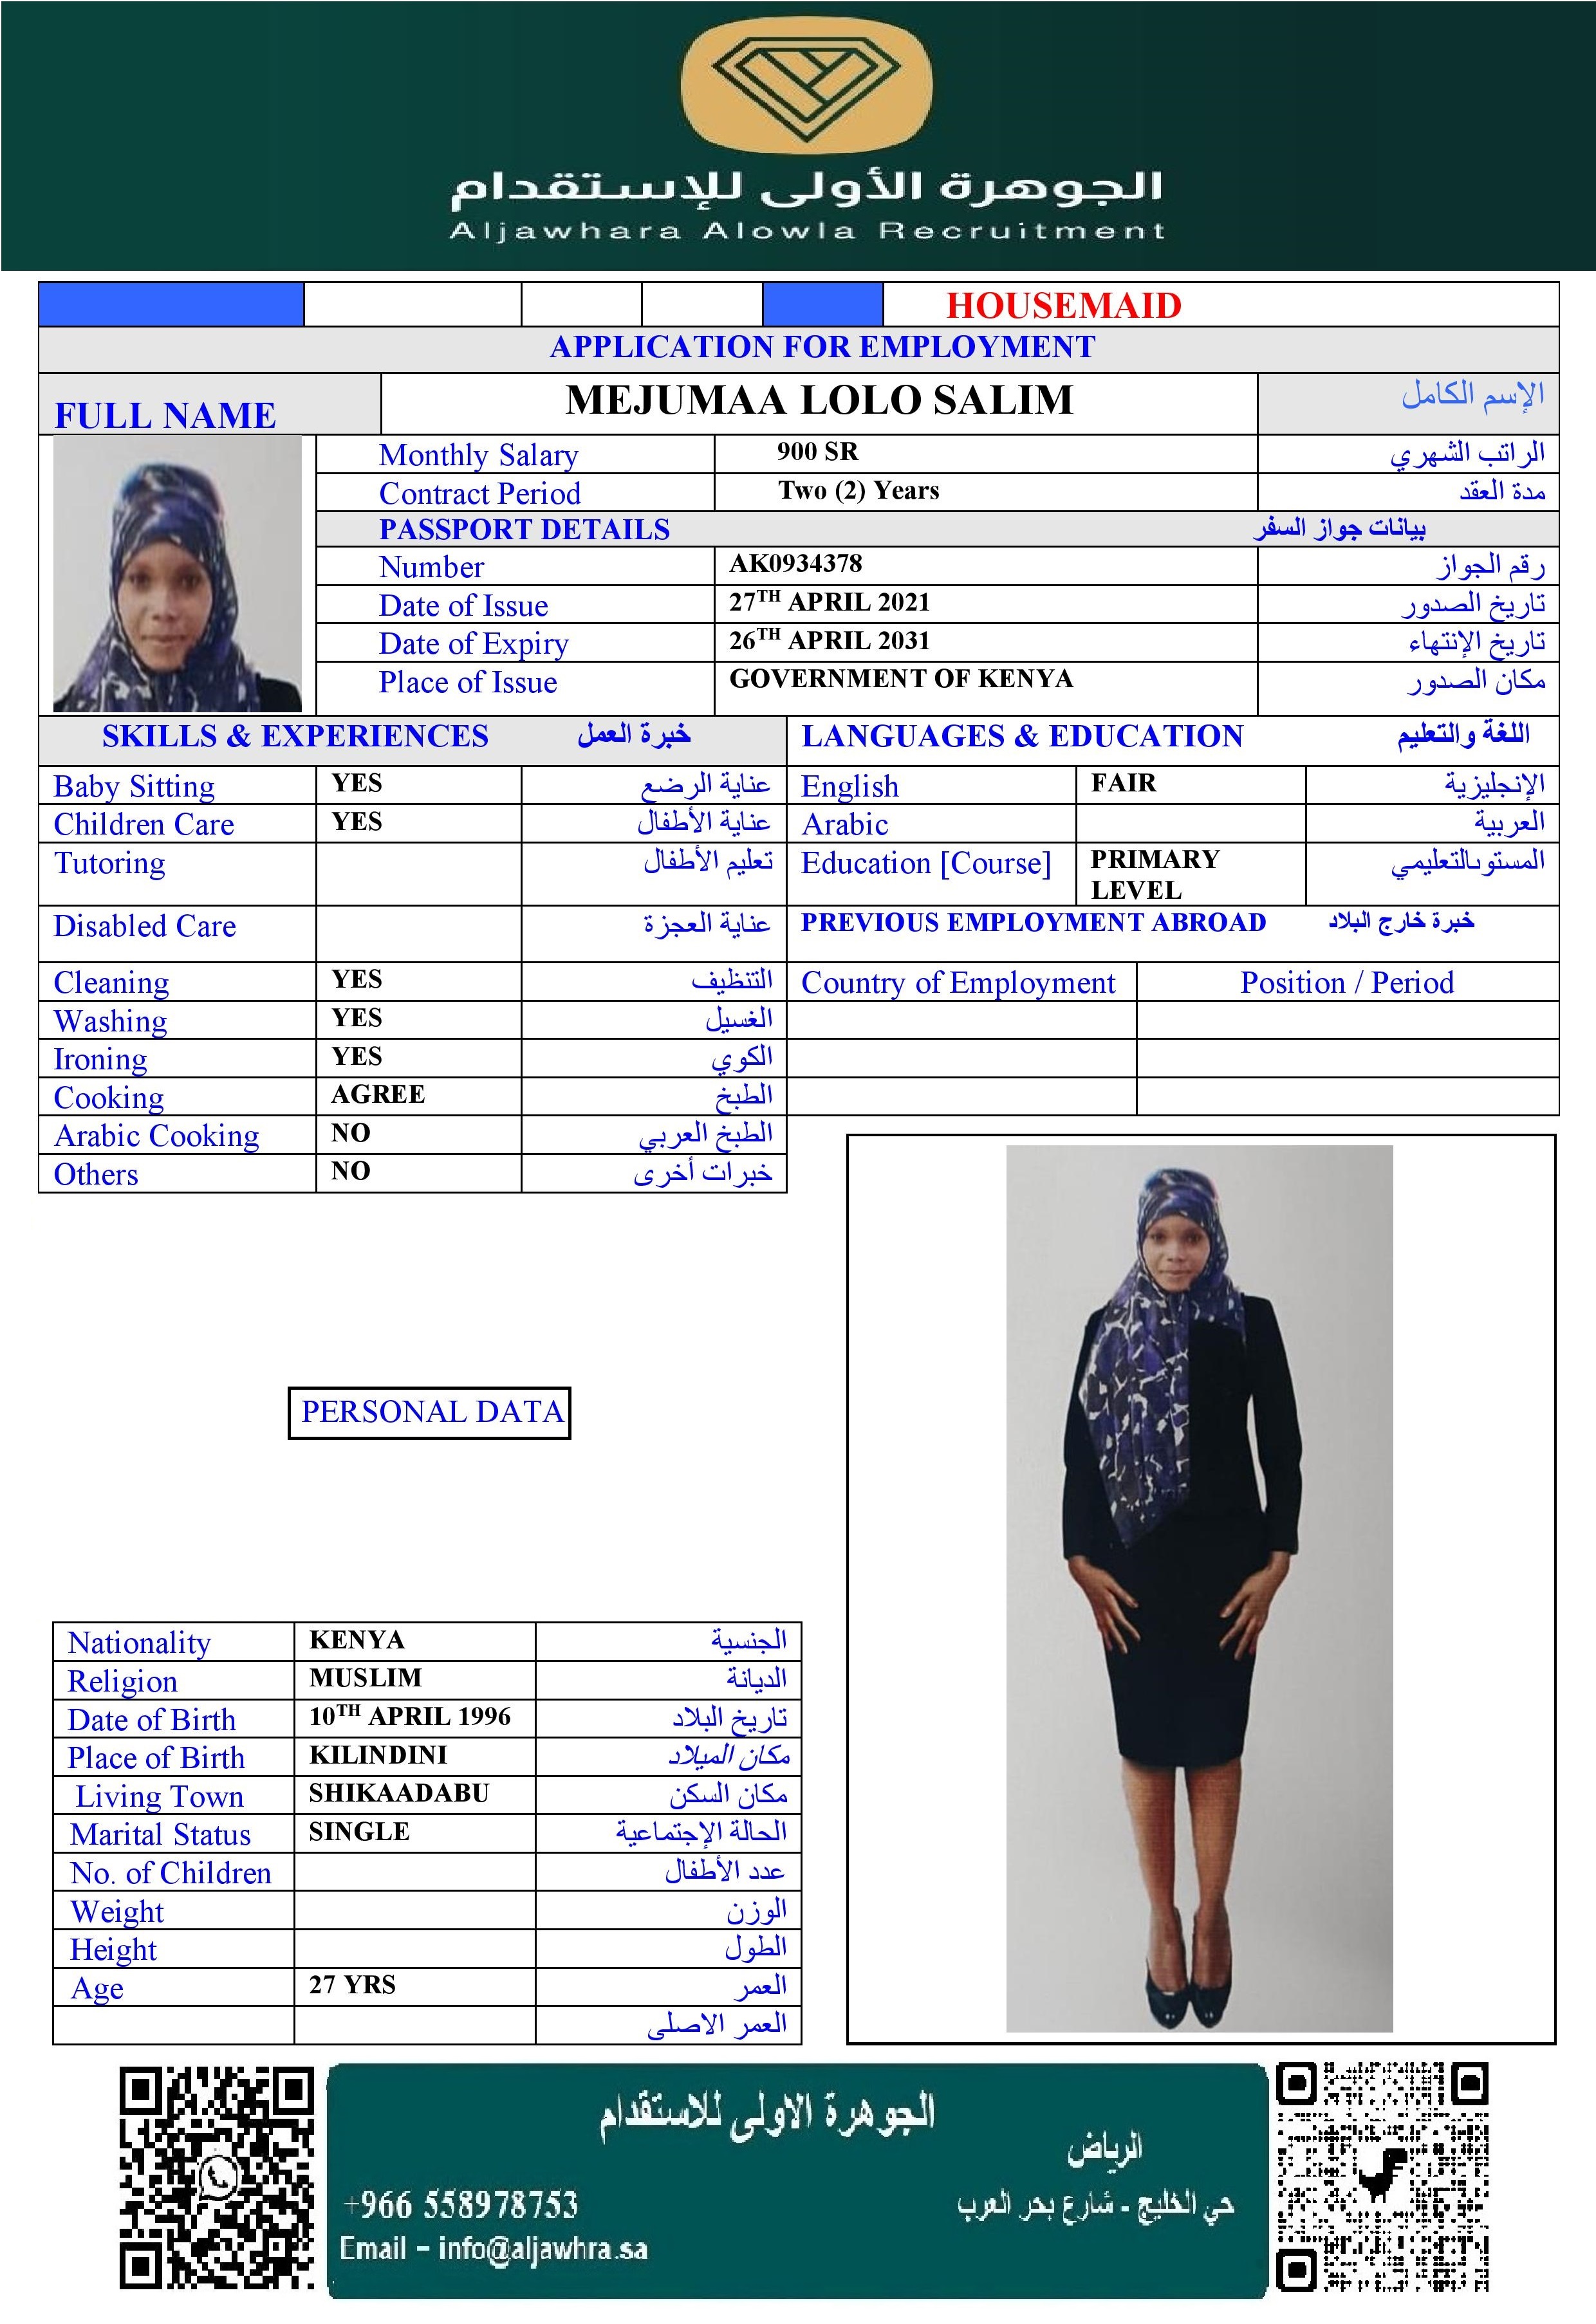 الجوهرة الأولى للإستقدام
Aljawhara Alowla Recruitment
HOUSEMAID
APPLICATION FOR EMPLOYMENT
FULL NAME MEJUMAA LOLO SALIM الإسم الكامل
Monthly Salary 900 SR الراتب الشهري
Contract Period Two (2) Years مدة العقد
PASSPORT DETAILS بيانات جواز السفر
Number AK0934378 رقم الجواز
Date of Issue 27TH APRIL 2021 تاريخ الصدور
Date of Expiry 26TH APRIL 2031 تاريخ الإنتهاء
Place of Issue GOVERNMENT OF KENYA مكان الصدور
SKILLS & EXPERIENCES خبرة العمل
Baby Sitting YES عناية الرضع
Children Care YES عناية الأطفال
Tutoring تعليم الأطفال
Disabled Care عناية العجزة
Cleaning YES التنظيف
Washing YES الغسيل
Ironing YES الكوي
Cooking AGREE الطبخ
Arabic Cooking NO الطبخ العربي
Others NO خبرات أخرى
LANGUAGES & EDUCATION اللغة والتعليم
English FAIR الإنجليزية
Arabic العربية
Education [Course] PRIMARY LEVEL المستوىالتعليمي
PREVIOUS EMPLOYMENT ABROAD خبرة خارج البلاد
Country of Employment Position / Period
PERSONAL DATA
Nationality KENYA الجنسية
Religion MUSLIM الديانة
Date of Birth 10TH APRIL 1996 تاريخ البلاد
Place of Birth KILINDINI مكان الميلاد
Living Town SHIKAADABU مكان السكن
Marital Status SINGLE الحالة الإجتماعية
No. of Children عدد الأطفال
Weight الوزن
Height الطول
Age 27 YRS العمر
العمر الاصلى
الجوهرة الاولى للاستقدام
الرياض
حي الخليج - شارع بحر العرب
+966 558978753
Email – info@aljawhra.sa